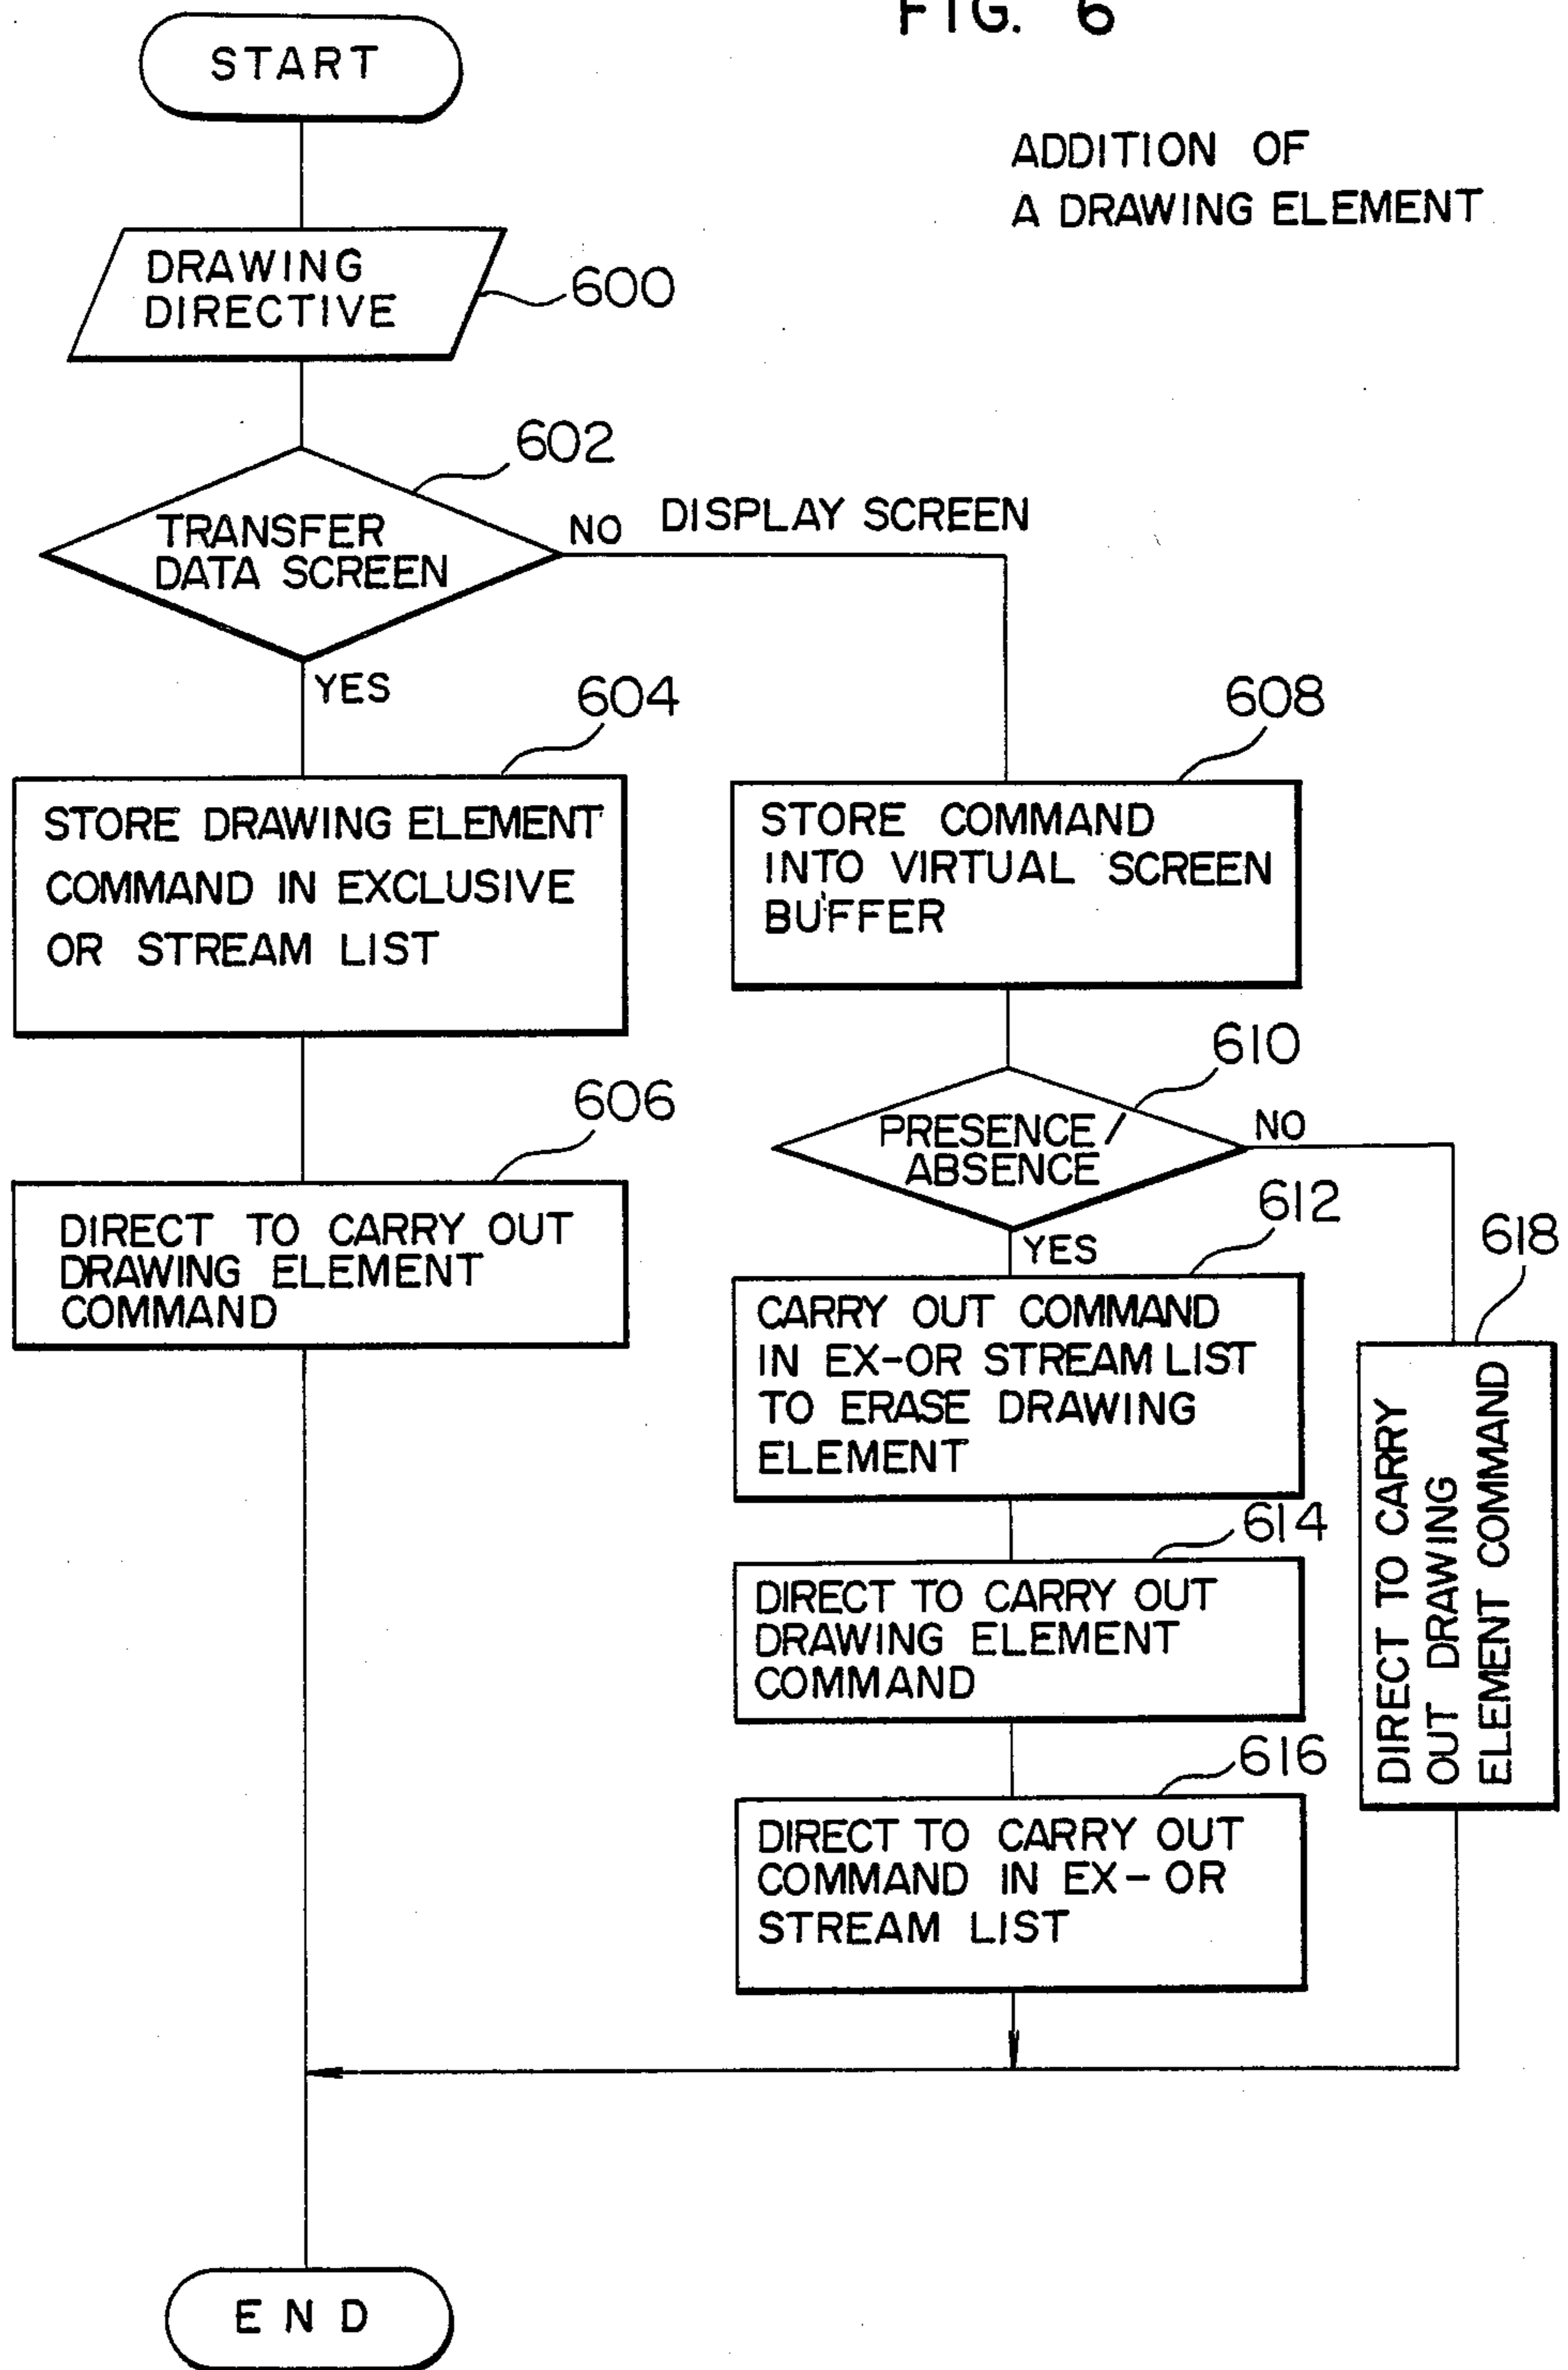 FIG. 6
START
ADDITION OF
A DRAWING ELEMENT
DRAWING
DIRECTIVE
600
602
TRANSFER
DATA SCREEN
NO DISPLAY SCREEN
YES
604
608
STORE DRAWING ELEMENT
COMMAND IN EXCLUSIVE
OR STREAM LIST
STORE COMMAND
INTO VIRTUAL SCREEN
BUFFER
606
610
DIRECT TO CARRY OUT
DRAWING ELEMENT
COMMAND
PRESENCE/
ABSENCE
NO
YES
612
618
CARRY OUT COMMAND
IN EX-OR STREAM LIST
TO ERASE DRAWING
ELEMENT
DIRECT TO CARRY
OUT DRAWING
ELEMENT COMMAND
614
DIRECT TO CARRY OUT
DRAWING ELEMENT
COMMAND
616
DIRECT TO CARRY OUT
COMMAND IN EX-OR
STREAM LIST
END